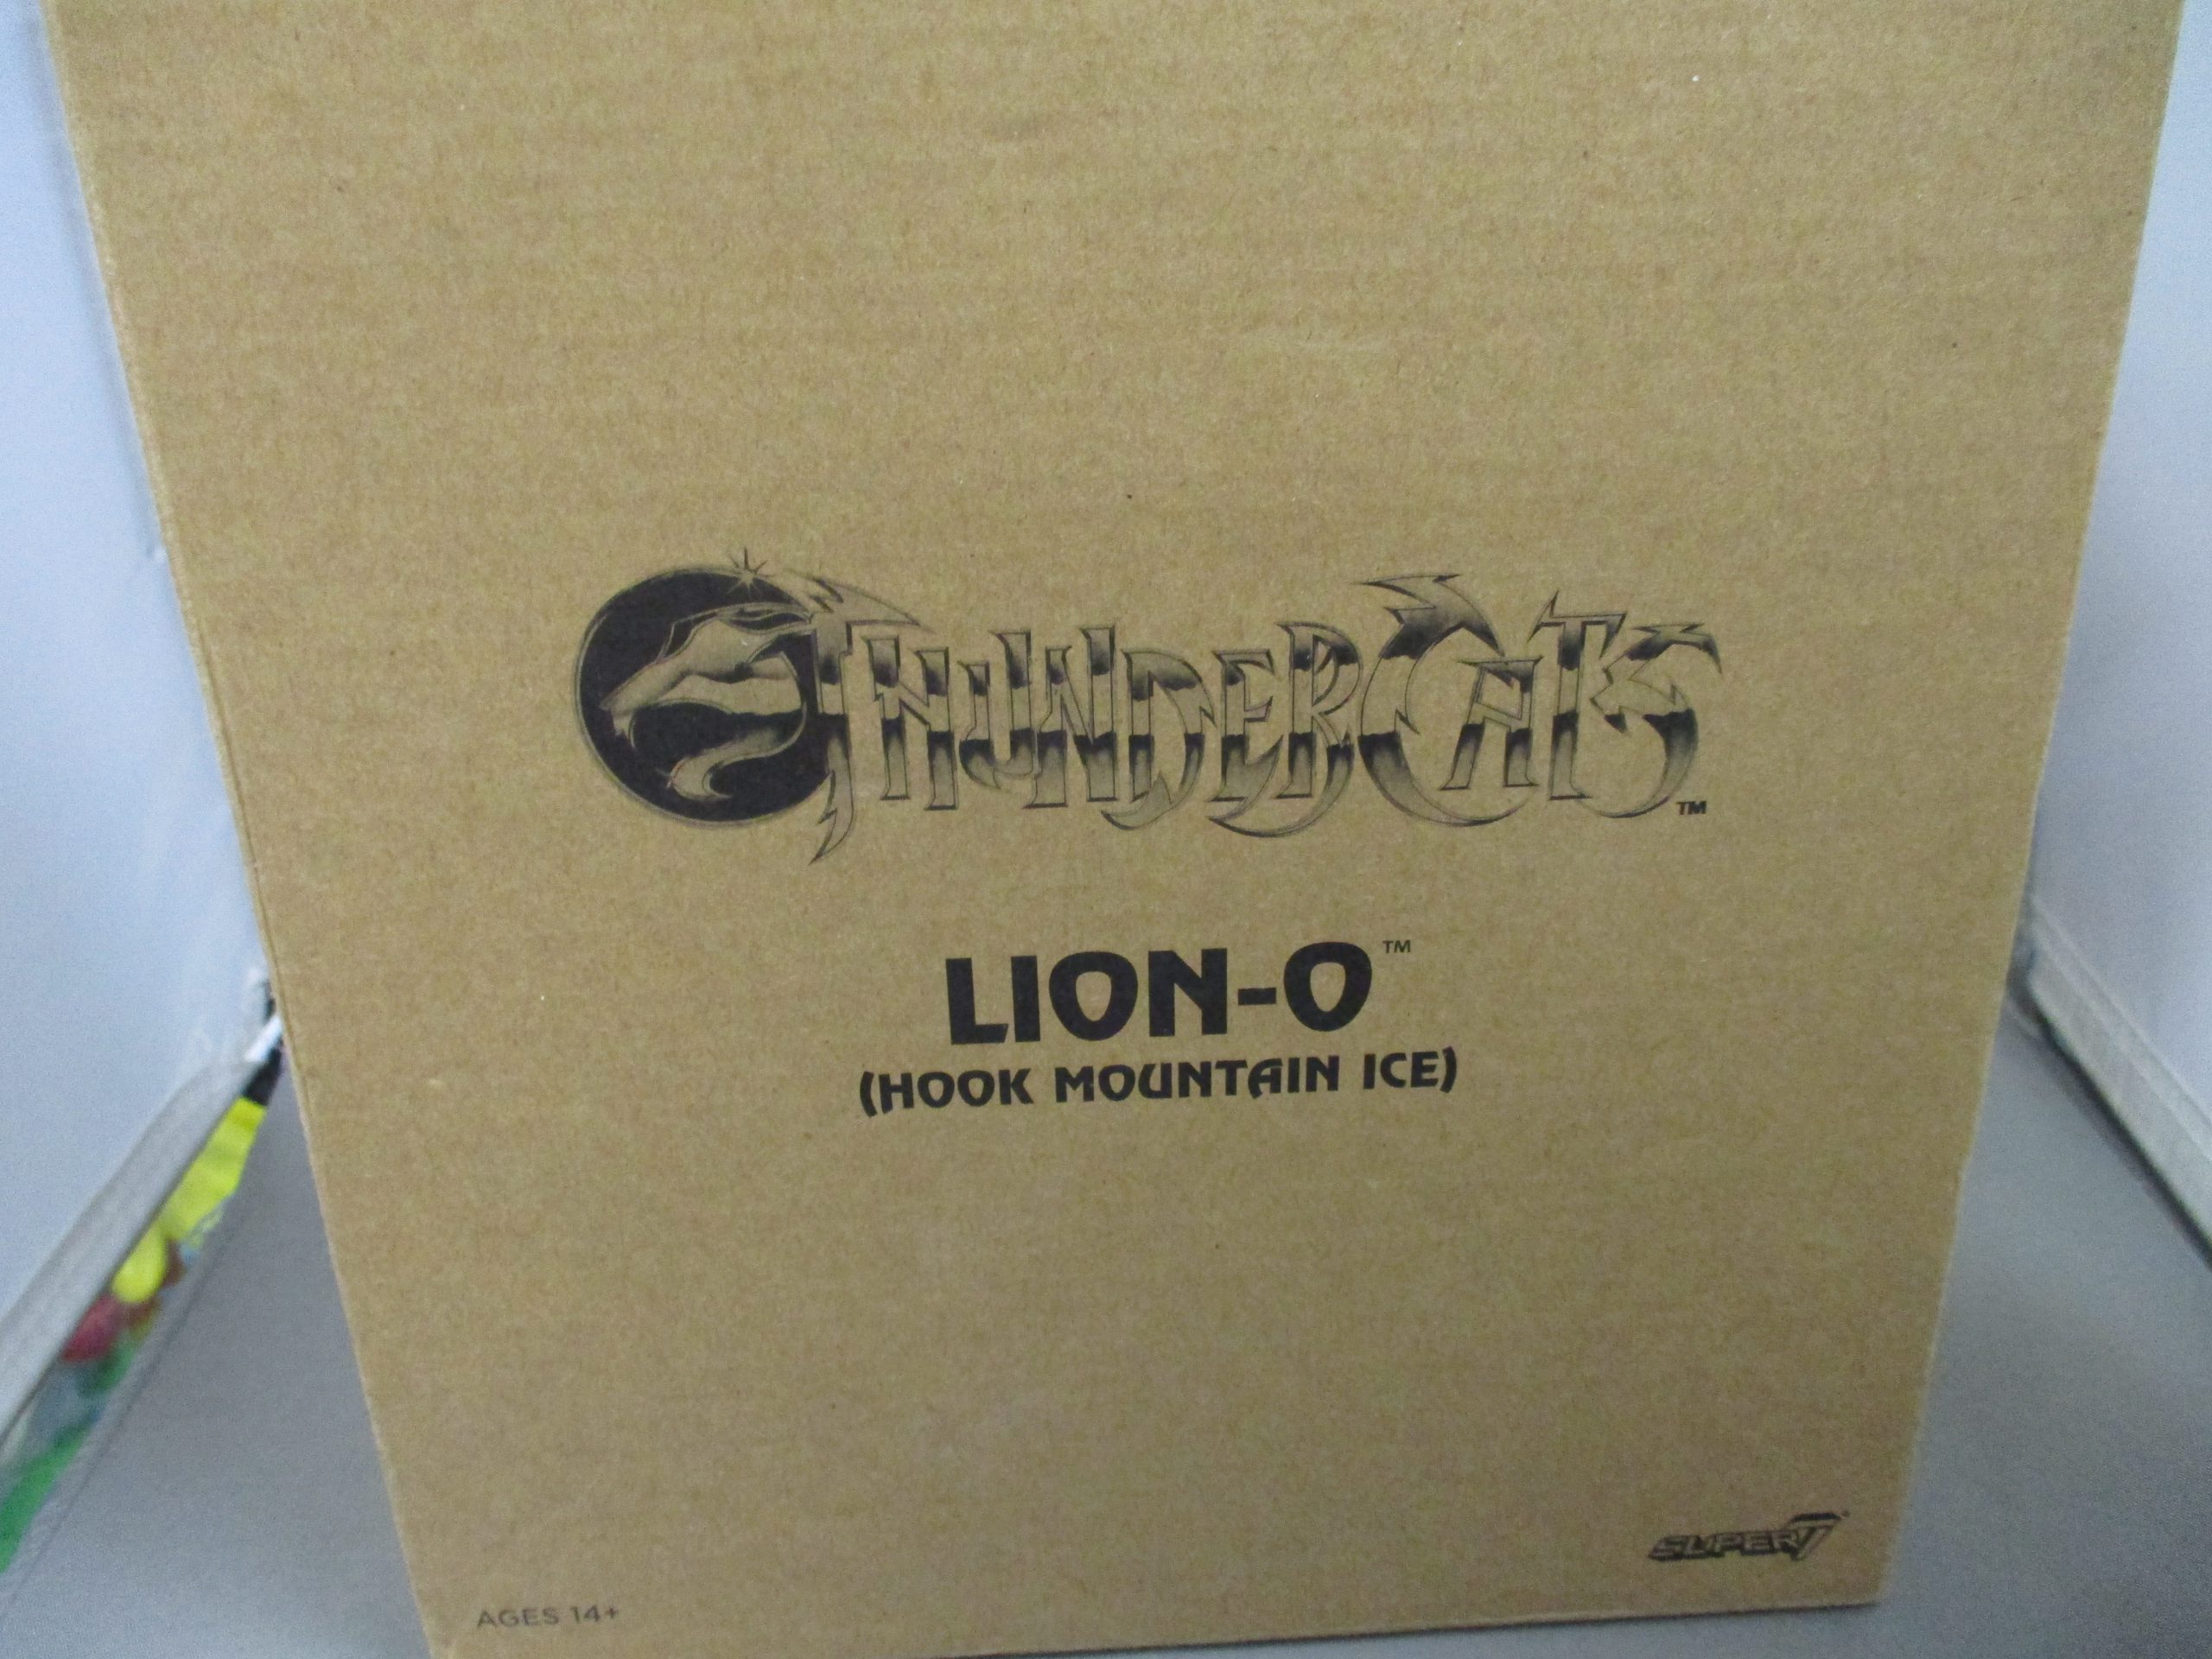 THUNDERCATS™
LION-O™
(HOOK MOUNTAIN ICE)
SUPER7®
AGES 14+